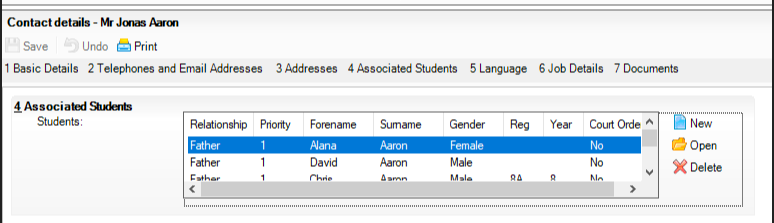 Contact details - Mr Jonas Aaron
Save Undo Print
1 Basic Details 2 Telephones and Email Addresses 3 Addresses 4 Associated Students 5 Language 6 Job Details 7 Documents
4 Associated Students
Students:
Relationship Priority Forename Surname Gender Reg Year Court Orde
Father 1 Alana Aaron Female No
Father 1 David Aaron Male No
Father 1 Chris Aaron Male 8A 8 No
New
Open
Delete